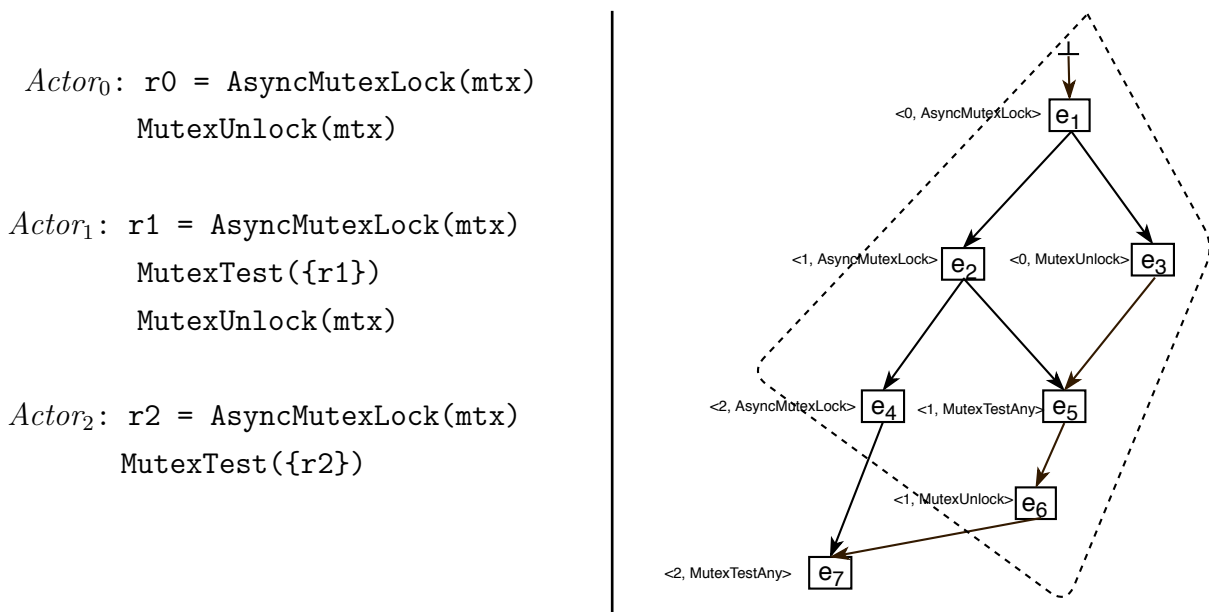 Actor₀: r0 = AsyncMutexLock(mtx)
MutexUnlock(mtx)
Actor₁: r1 = AsyncMutexLock(mtx)
MutexTest({r1})
MutexUnlock(mtx)
Actor₂: r2 = AsyncMutexLock(mtx)
MutexTest({r2})
⊥
<0, AsyncMutexLock> e₁
<1, AsyncMutexLock> e₂
<0, MutexUnlock> e₃
<2, AsyncMutexLock> e₄
<1, MutexTestAny> e₅
<1, MutexUnlock> e₆
<2, MutexTestAny> e₇